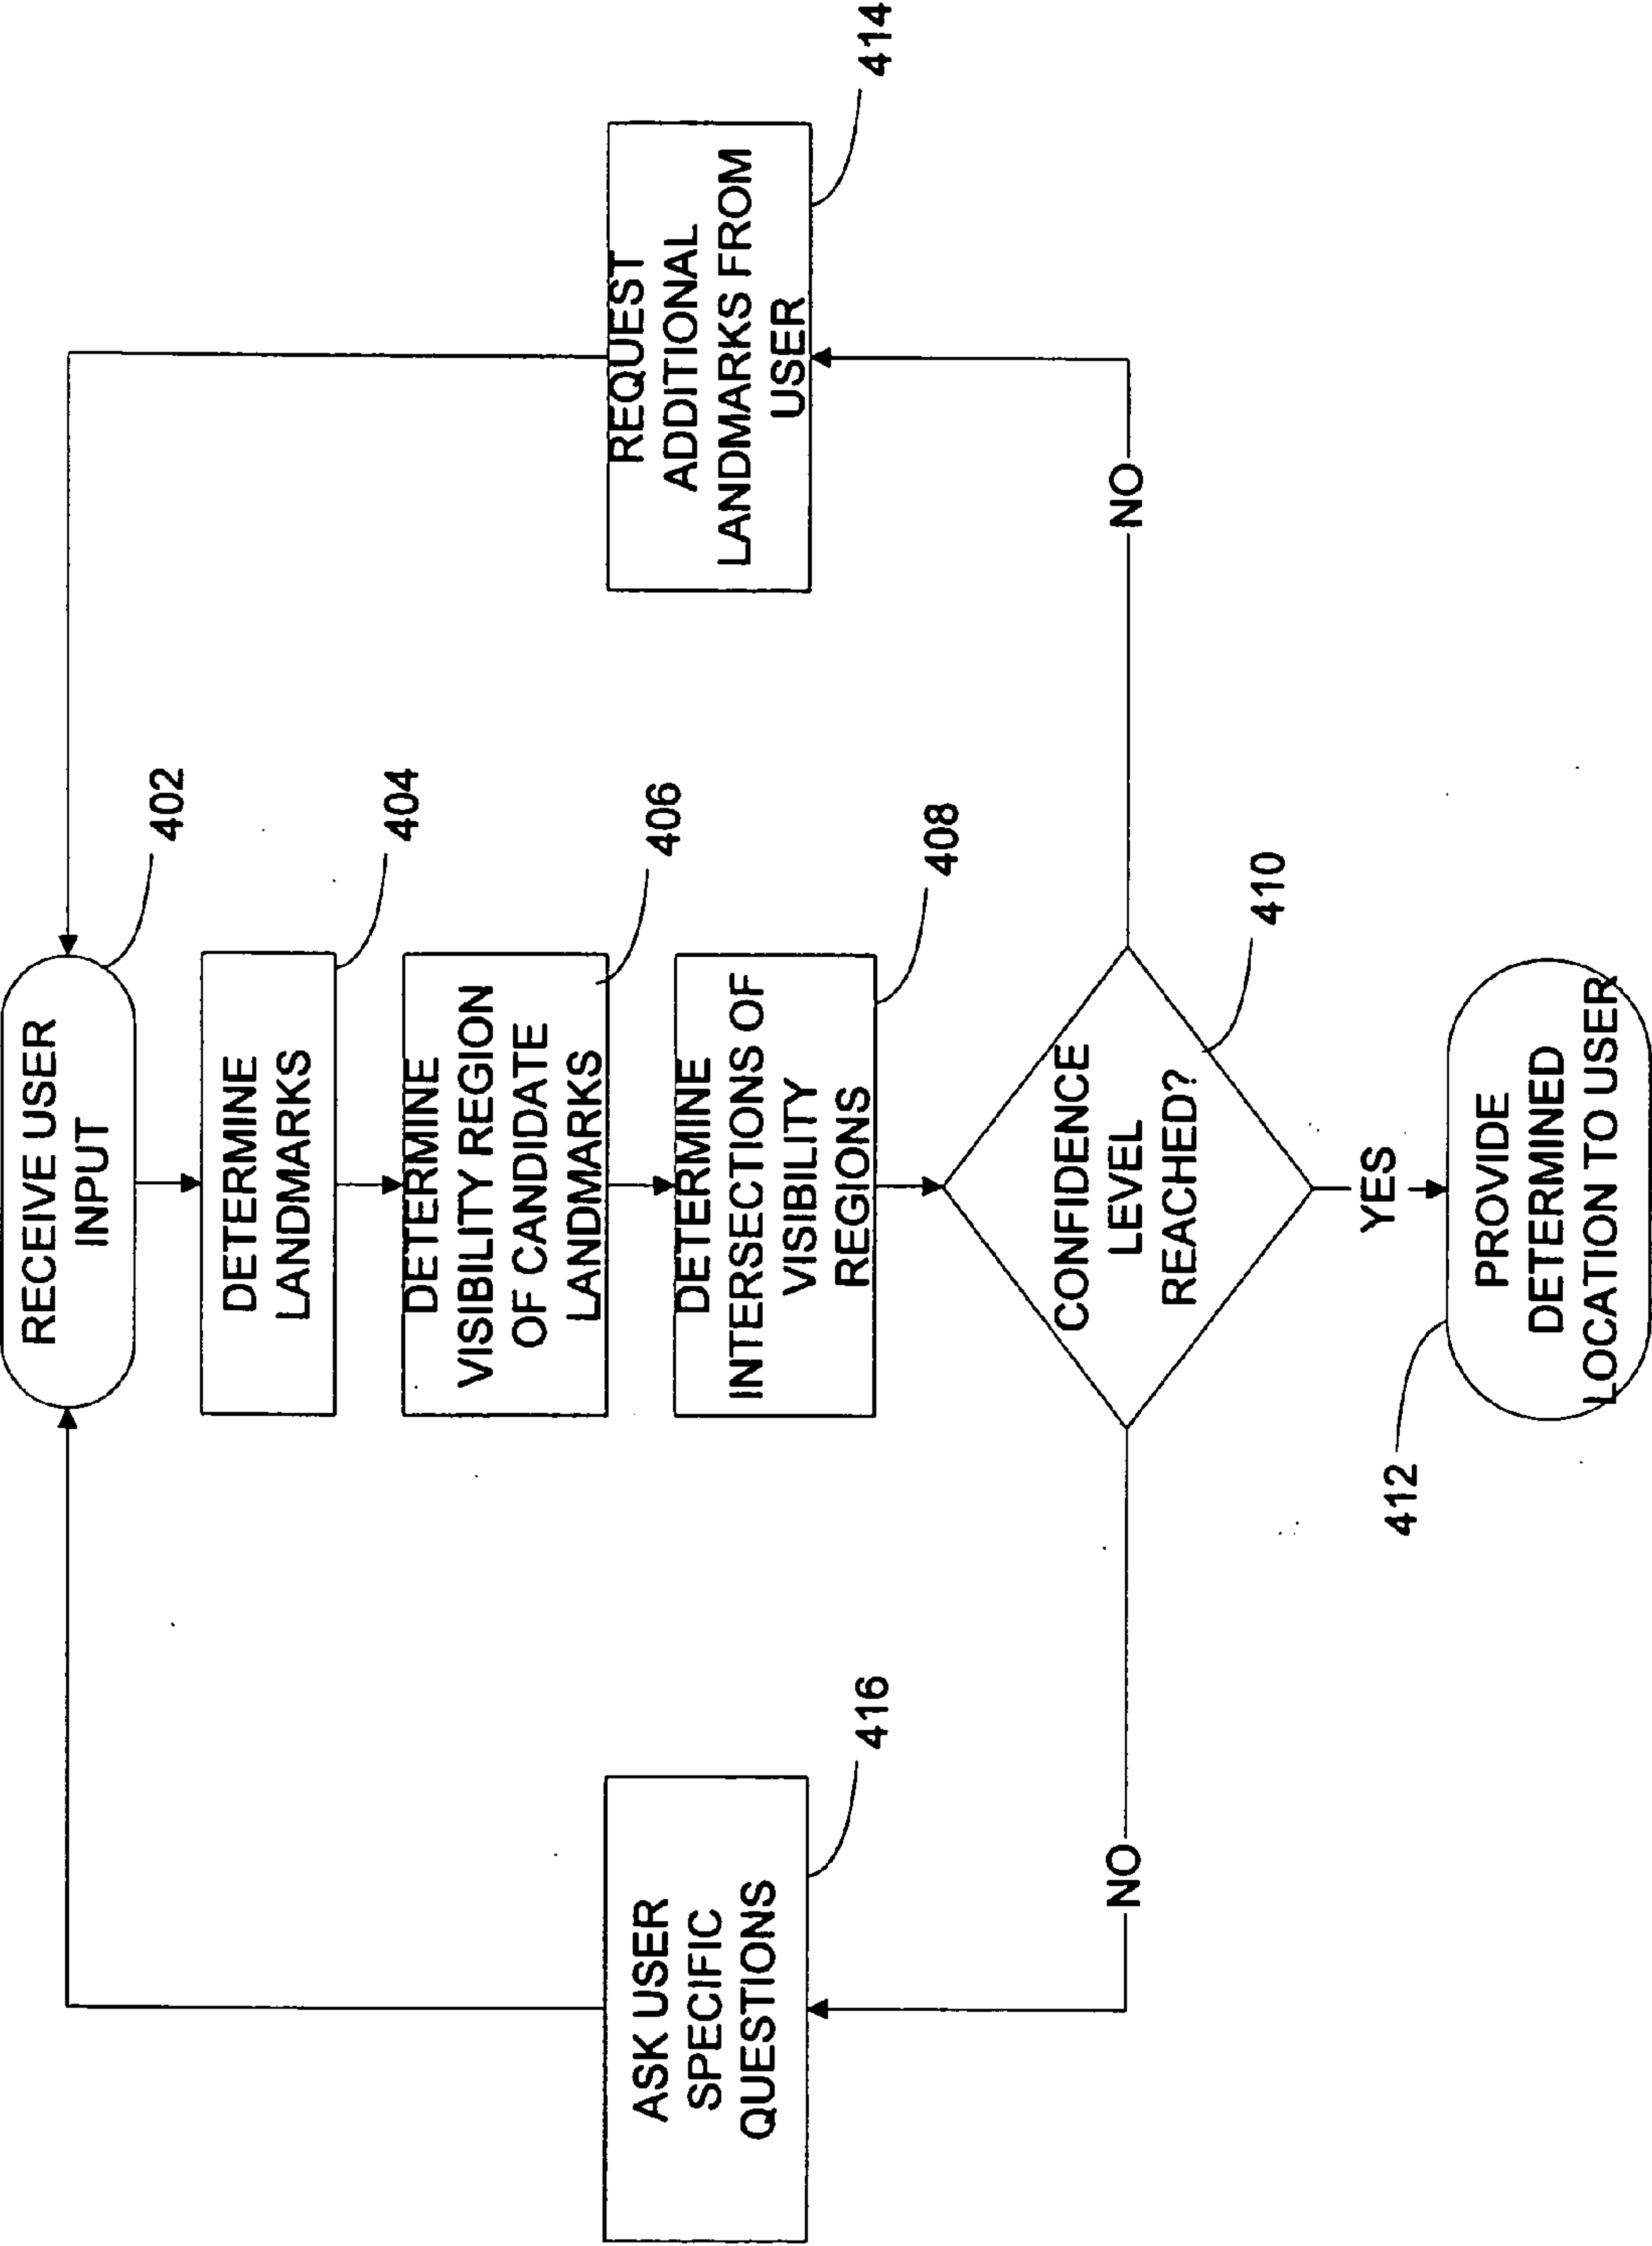 RECEIVE USER
INPUT
402
DETERMINE
LANDMARKS
404
DETERMINE
VISIBILITY REGION
OF CANDIDATE
LANDMARKS
406
DETERMINE
INTERSECTIONS OF
VISIBILITY
REGIONS
408
CONFIDENCE
LEVEL
REACHED?
410
YES
PROVIDE
DETERMINED
LOCATION TO USER
412
NO
REQUEST
ADDITIONAL
LANDMARKS FROM
USER
414
NO
ASK USER
SPECIFIC
QUESTIONS
416